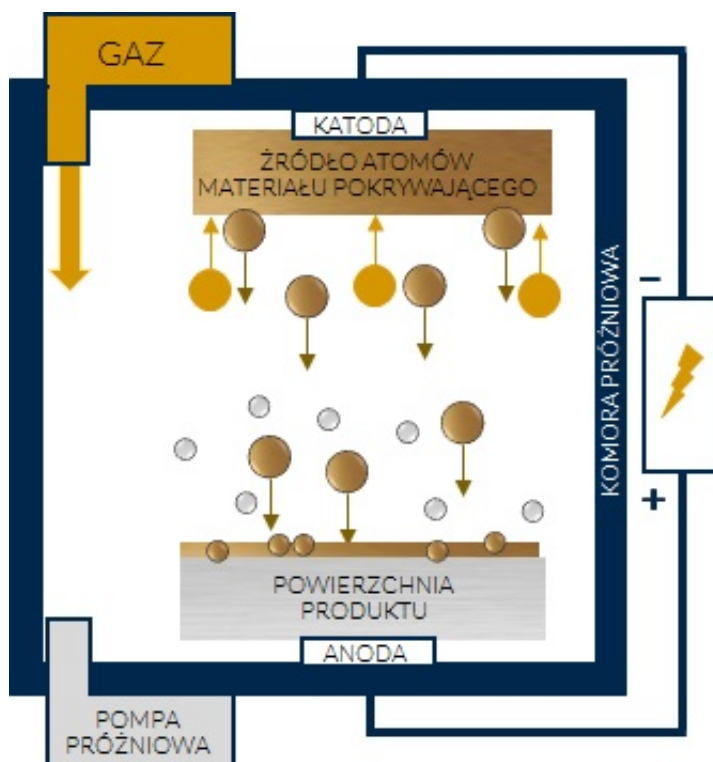 GAZ
KATODA
ŹRÓDŁO ATOMÓW
MATERIAŁU POKRYWAJĄCEGO
KOMORA PRÓŻNIOWA
−
+
POWIERZCHNIA
PRODUKTU
ANODA
POMPA
PRÓŻNIOWA